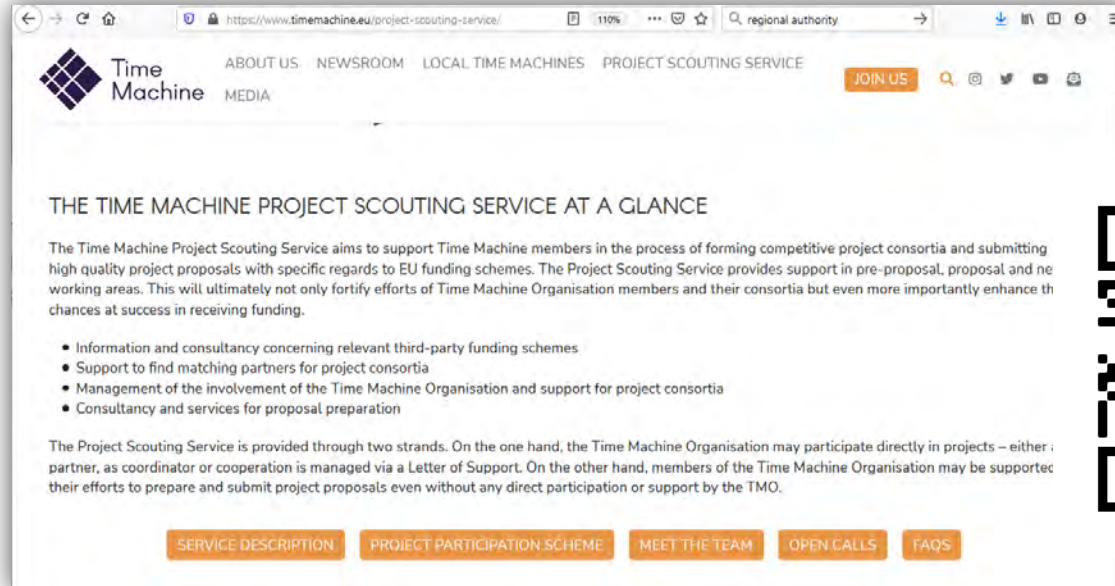 https://www.timemachine.eu/project-scouting-service/ 110% regional authority
Time Machine
ABOUT US NEWSROOM LOCAL TIME MACHINES PROJECT SCOUTING SERVICE
MEDIA
JOIN US
THE TIME MACHINE PROJECT SCOUTING SERVICE AT A GLANCE
The Time Machine Project Scouting Service aims to support Time Machine members in the process of forming competitive project consortia and submitting
high quality project proposals with specific regards to EU funding schemes. The Project Scouting Service provides support in pre-proposal, proposal and ne
working areas. This will ultimately not only fortify efforts of Time Machine Organisation members and their consortia but even more importantly enhance th
chances at success in receiving funding.
• Information and consultancy concerning relevant third-party funding schemes
• Support to find matching partners for project consortia
• Management of the involvement of the Time Machine Organisation and support for project consortia
• Consultancy and services for proposal preparation
The Project Scouting Service is provided through two strands. On the one hand, the Time Machine Organisation may participate directly in projects – either
partner, as coordinator or cooperation is managed via a Letter of Support. On the other hand, members of the Time Machine Organisation may be supported
their efforts to prepare and submit project proposals even without any direct participation or support by the TMO.
SERVICE DESCRIPTION PROJECT PARTICIPATION SCHEME MEET THE TEAM OPEN CALLS FAQS